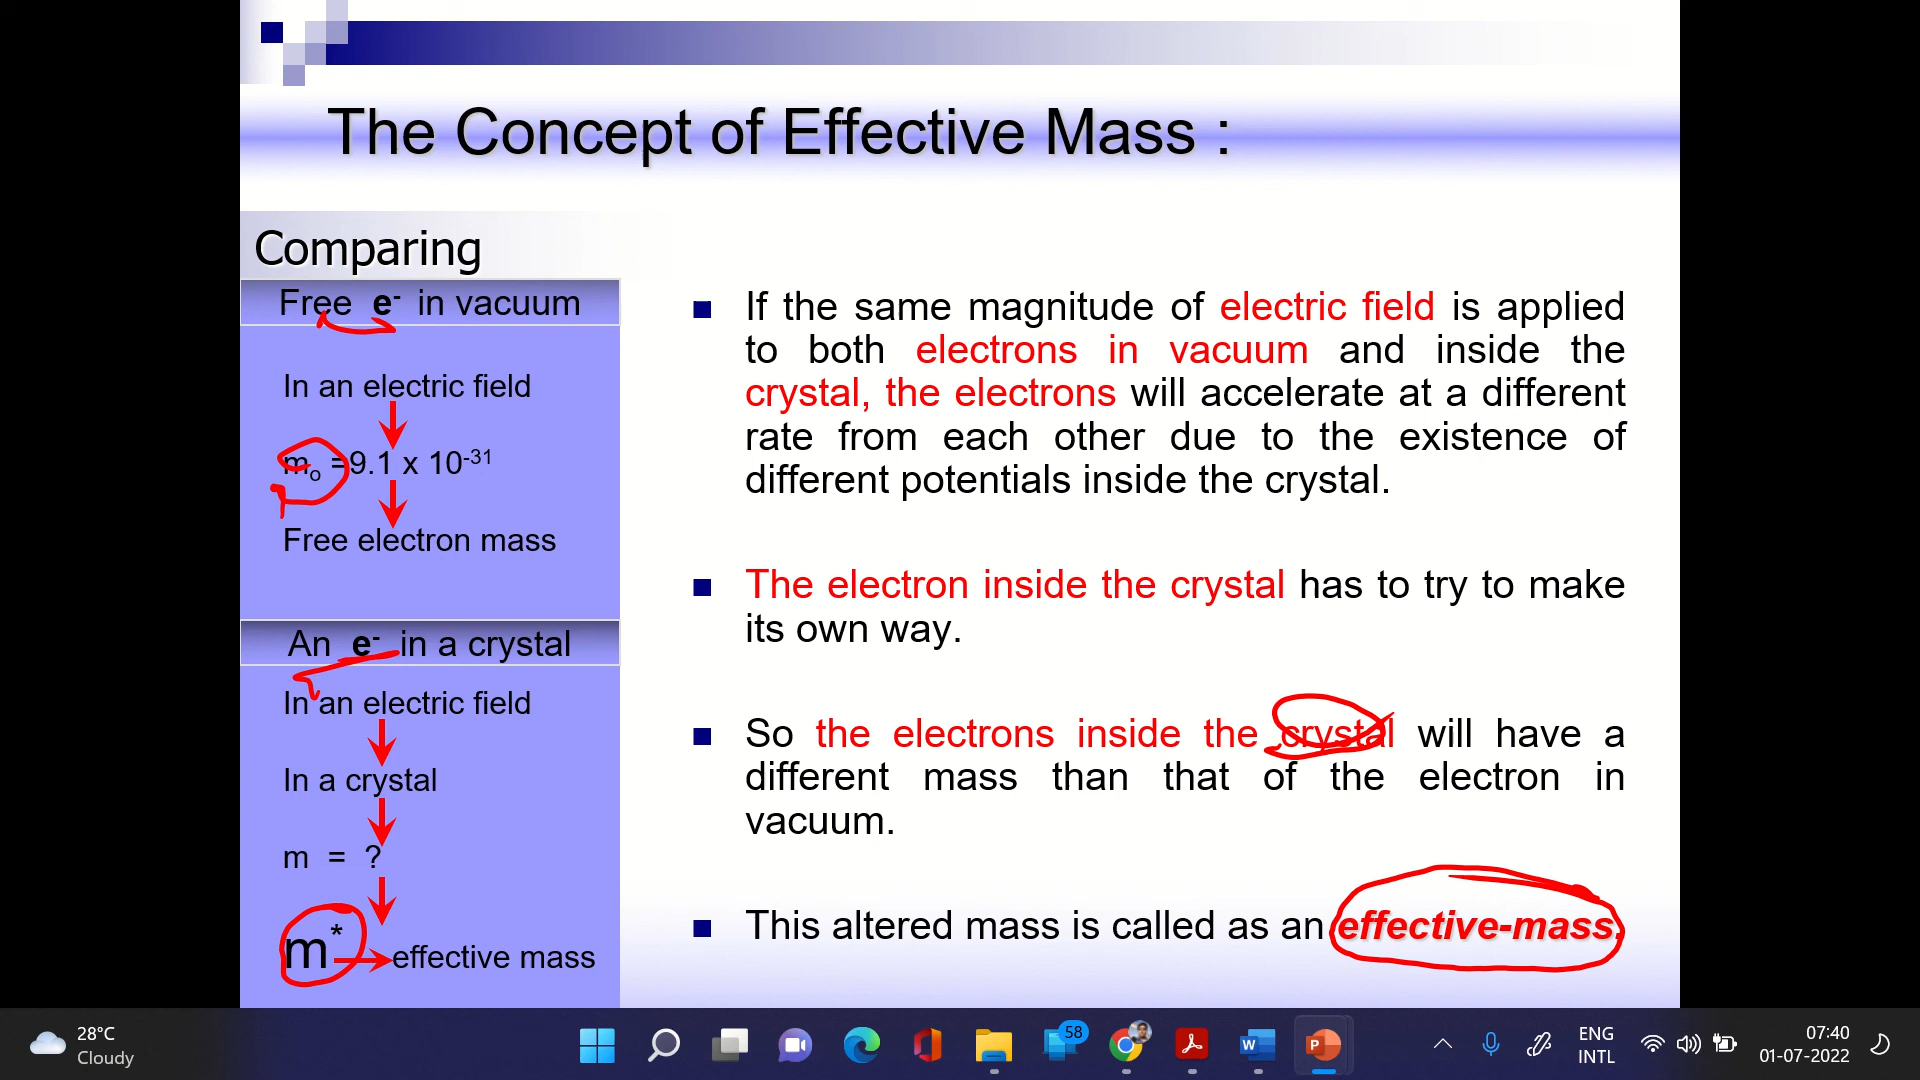 The Concept of Effective Mass :
Comparing
Free e- in vacuum
In an electric field
mo =9.1 x 10-31
Free electron mass
An e- in a crystal
In an electric field
In a crystal
m = ?
m* effective mass
If the same magnitude of electric field is applied
to both electrons in vacuum and inside the
crystal, the electrons will accelerate at a different
rate from each other due to the existence of
different potentials inside the crystal.
The electron inside the crystal has to try to make
its own way.
So the electrons inside the crystal will have a
different mass than that of the electron in
vacuum.
This altered mass is called as an effective-mass.
28°C
Cloudy
58
W
P
ENG
INTL
07:40
01-07-2022